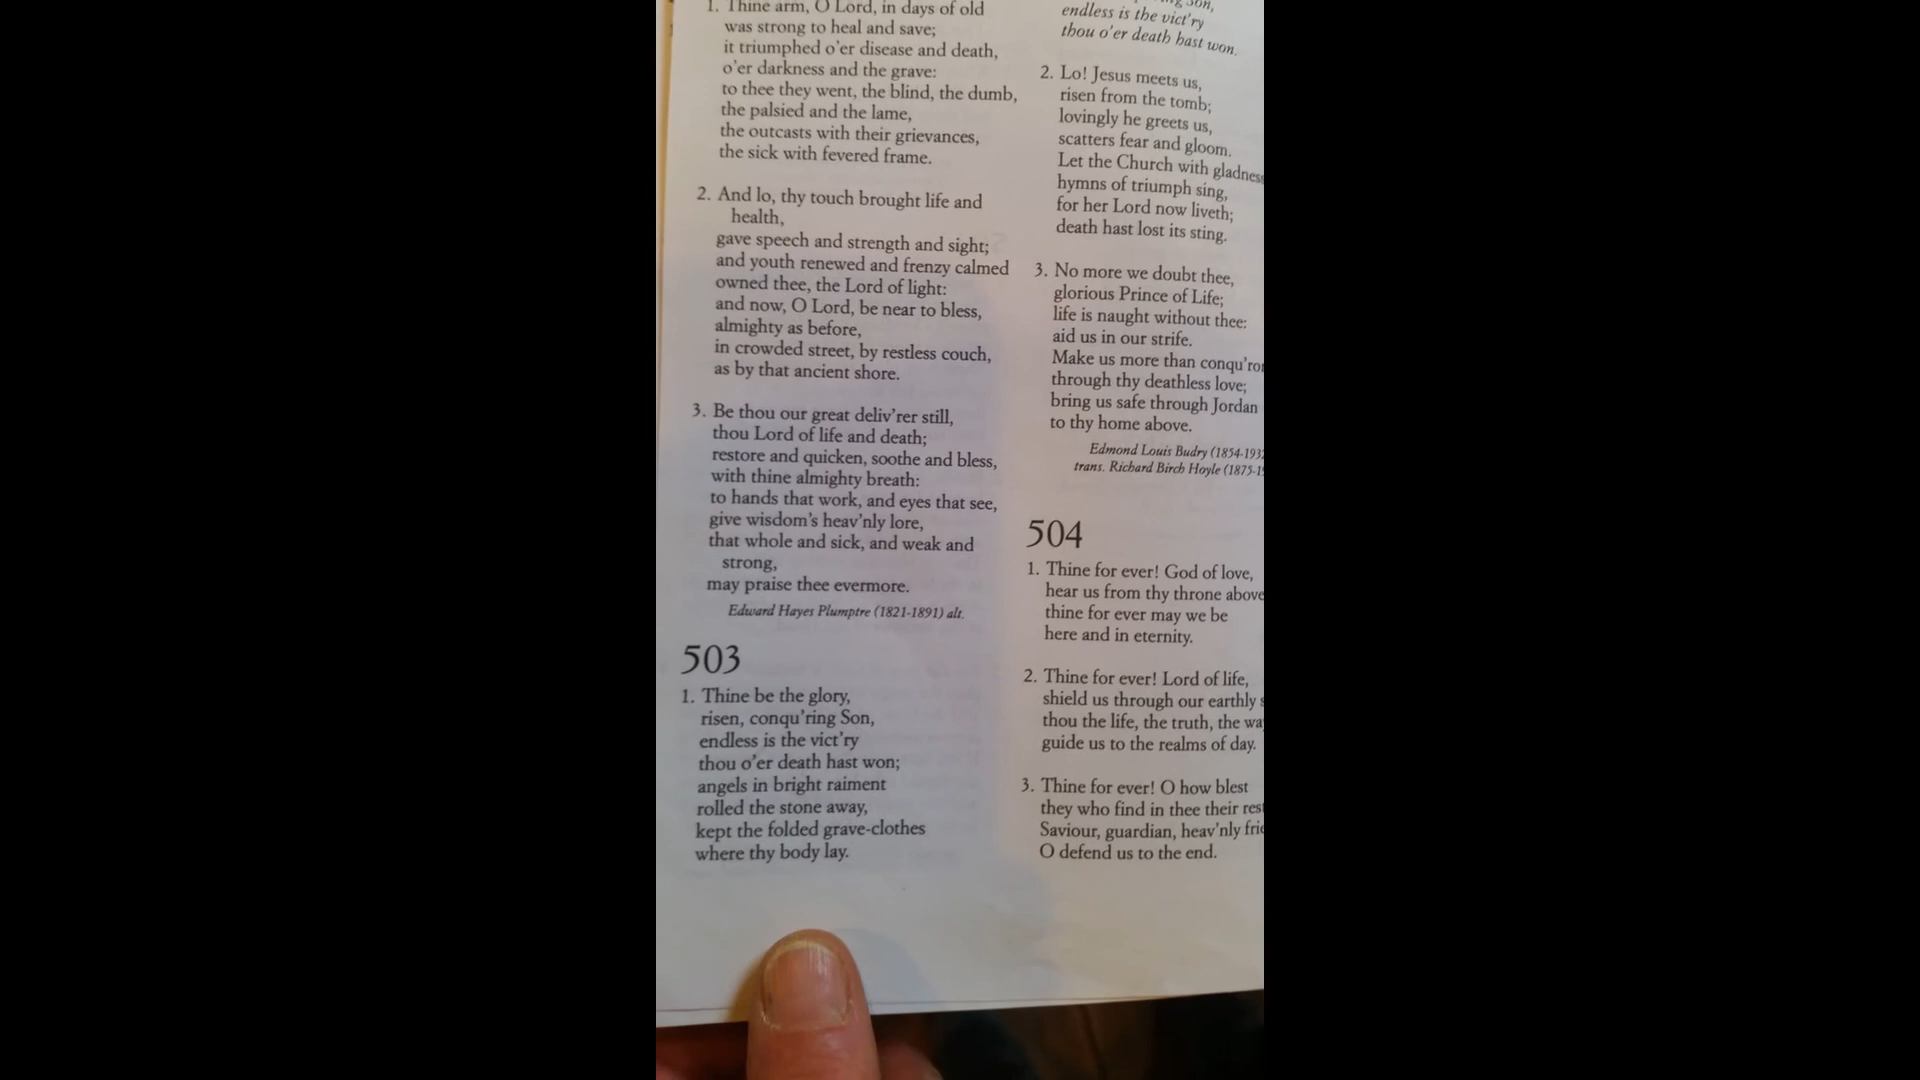 1. Thine arm, O Lord, in days of old
was strong to heal and save;
it triumphed o'er disease and death,
o'er darkness and the grave:
to thee they went, the blind, the dumb,
the palsied and the lame,
the outcasts with their grievances,
the sick with fevered frame.
2. And lo, thy touch brought life and
health,
gave speech and strength and sight;
and youth renewed and frenzy calmed
owned thee, the Lord of light:
and now, O Lord, be near to bless,
almighty as before,
in crowded street, by restless couch,
as by that ancient shore.
3. Be thou our great deliv'rer still,
thou Lord of life and death;
restore and quicken, soothe and bless,
with thine almighty breath:
to hands that work, and eyes that see,
give wisdom's heav'nly lore,
that whole and sick, and weak and
strong,
may praise thee evermore.
Edward Hayes Plumptre (1821-1891) alt.
503
1. Thine be the glory,
risen, conqu'ring Son,
endless is the vict'ry
thou o'er death hast won;
angels in bright raiment
rolled the stone away,
kept the folded grave-clothes
where thy body lay.
Son,
endless is the vict'ry
thou o'er death hast won.
2. Lo! Jesus meets us,
risen from the tomb;
lovingly he greets us,
scatters fear and gloom.
Let the Church with gladness
hymns of triumph sing,
for her Lord now liveth;
death hast lost its sting.
3. No more we doubt thee,
glorious Prince of Life;
life is naught without thee:
aid us in our strife.
Make us more than
through thy deathless love;
bring us safe through Jordan
to thy home above.
Edmond Louis Budry (1854-193
trans. Richard Birch Hoyle (1875-1
504
1. Thine for ever! God of love,
hear us from thy throne above
thine for ever may we be
here and in eternity.
2. Thine for ever! Lord of life,
shield us through our earthly
thou the life, the truth, the
guide us to the realms of day.
3. Thine for ever! O how blest
they who find in thee their
Saviour, guardian, heav'nly
O defend us to the end.